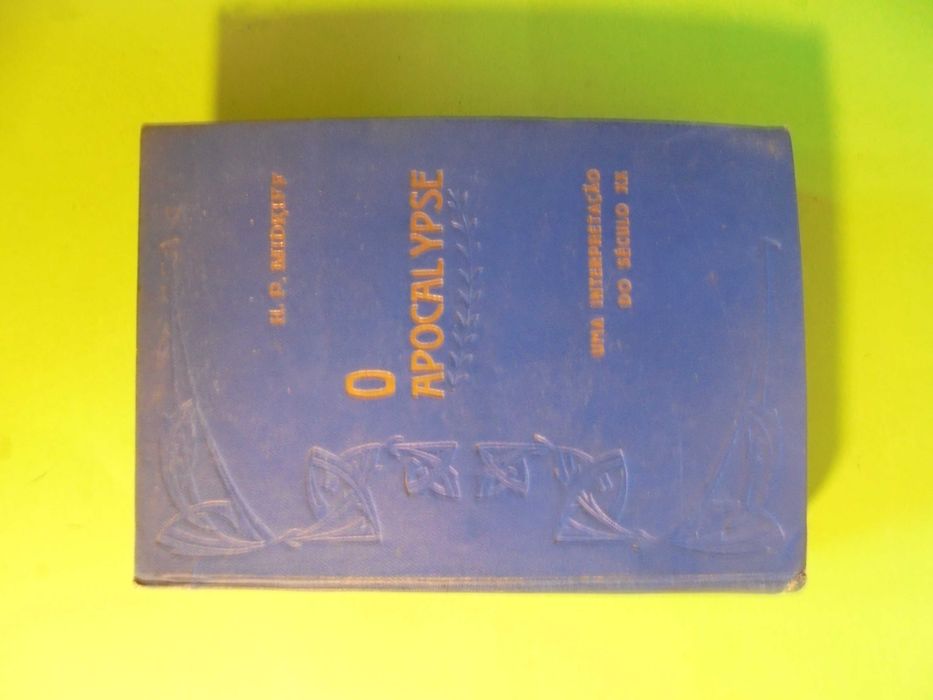 H. P. MIDKIFF
O
APOCALYPSE
UMA INTERPRETAÇÃO
DO SÉCULO XX